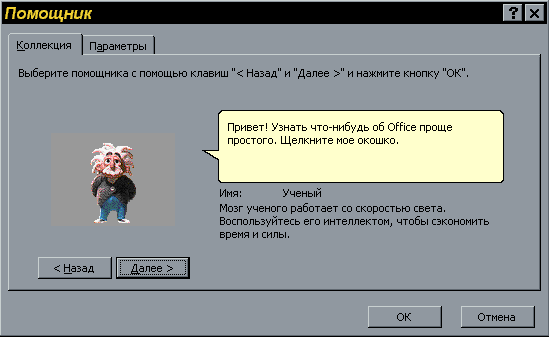 Помощник
Коллекция
Параметры
Выберите помощника с помощью клавиш "< Назад" и "Далее >" и нажмите кнопку "ОК".
Привет! Узнать что-нибудь об Office проще
простого. Щелкните мое окошко.
Имя: Ученый
Мозг ученого работает со скоростью света.
Воспользуйтесь его интеллектом, чтобы сэкономить
время и силы.
< Назад
Далее >
ОК
Отмена